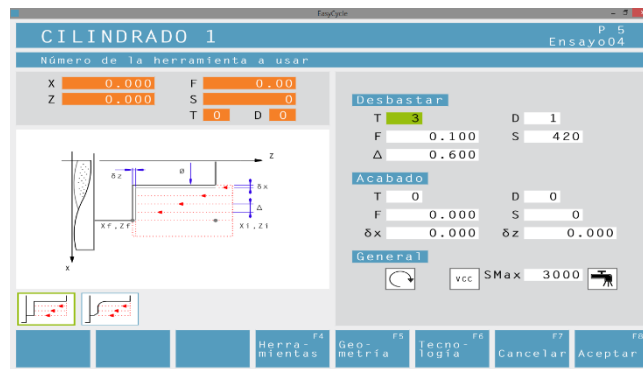 EasyCycle
CILINDRADO 1
P 5
Ensayo04
Número de la herramienta a usar
X 0.000 F 0.00
Z 0.000 S 0
T 0 D 0
Desbastar
T 3 D 1
F 0.100 S 420
Δ 0.600
Acabado
T 0 D 0
F 0.000 S 0
δx 0.000 δz 0.000
General
VCC SMax 3000
Z
δz ø
δx
Δ
Xf,Zf Xi,Zi
X
F4 F5 F6 F7 F8
Herra- Geo- Tecno- Cancelar Aceptar
mientas metría logía